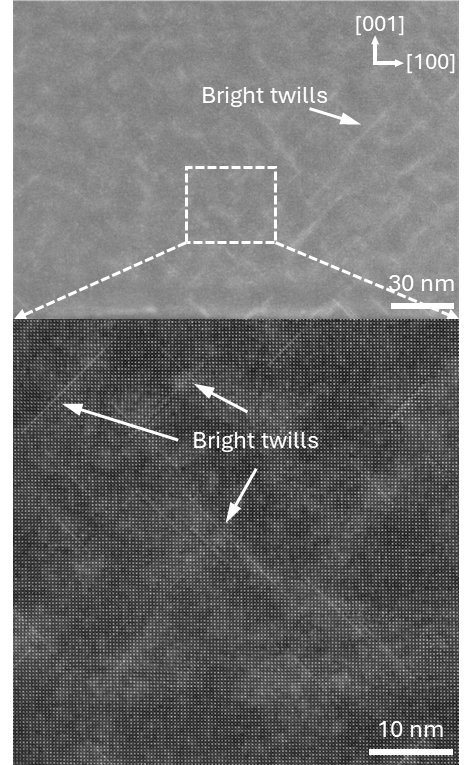 [001]
[100]
Bright twills
30 nm
Bright twills
10 nm